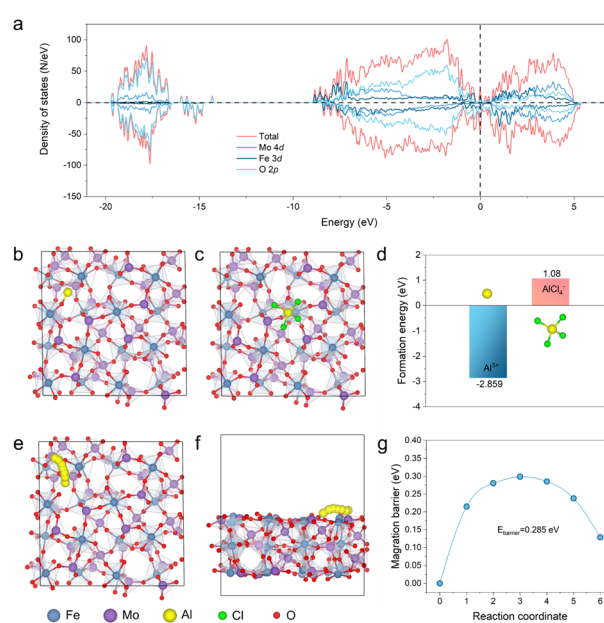 a
Density of states (N/eV)
100
50
0
50
-100
-150
Total
Mo 4d
Fe 3d
O 2p
-20
-15
-10
-5
0
5
Energy (eV)
b
c
d
Formation energy (eV)
2
1
0
-1
-2
-3
-4
1.08
AlCl₄⁻
Al³⁺
-2.859
e
f
g
Magration barrier (eV)
0.40
0.35
0.30
0.25
0.20
0.15
0.10
0.05
0.00
E_barrier=0.285 eV
0 1 2 3 4 5 6
Reaction coordinate
Fe Mo Al Cl O